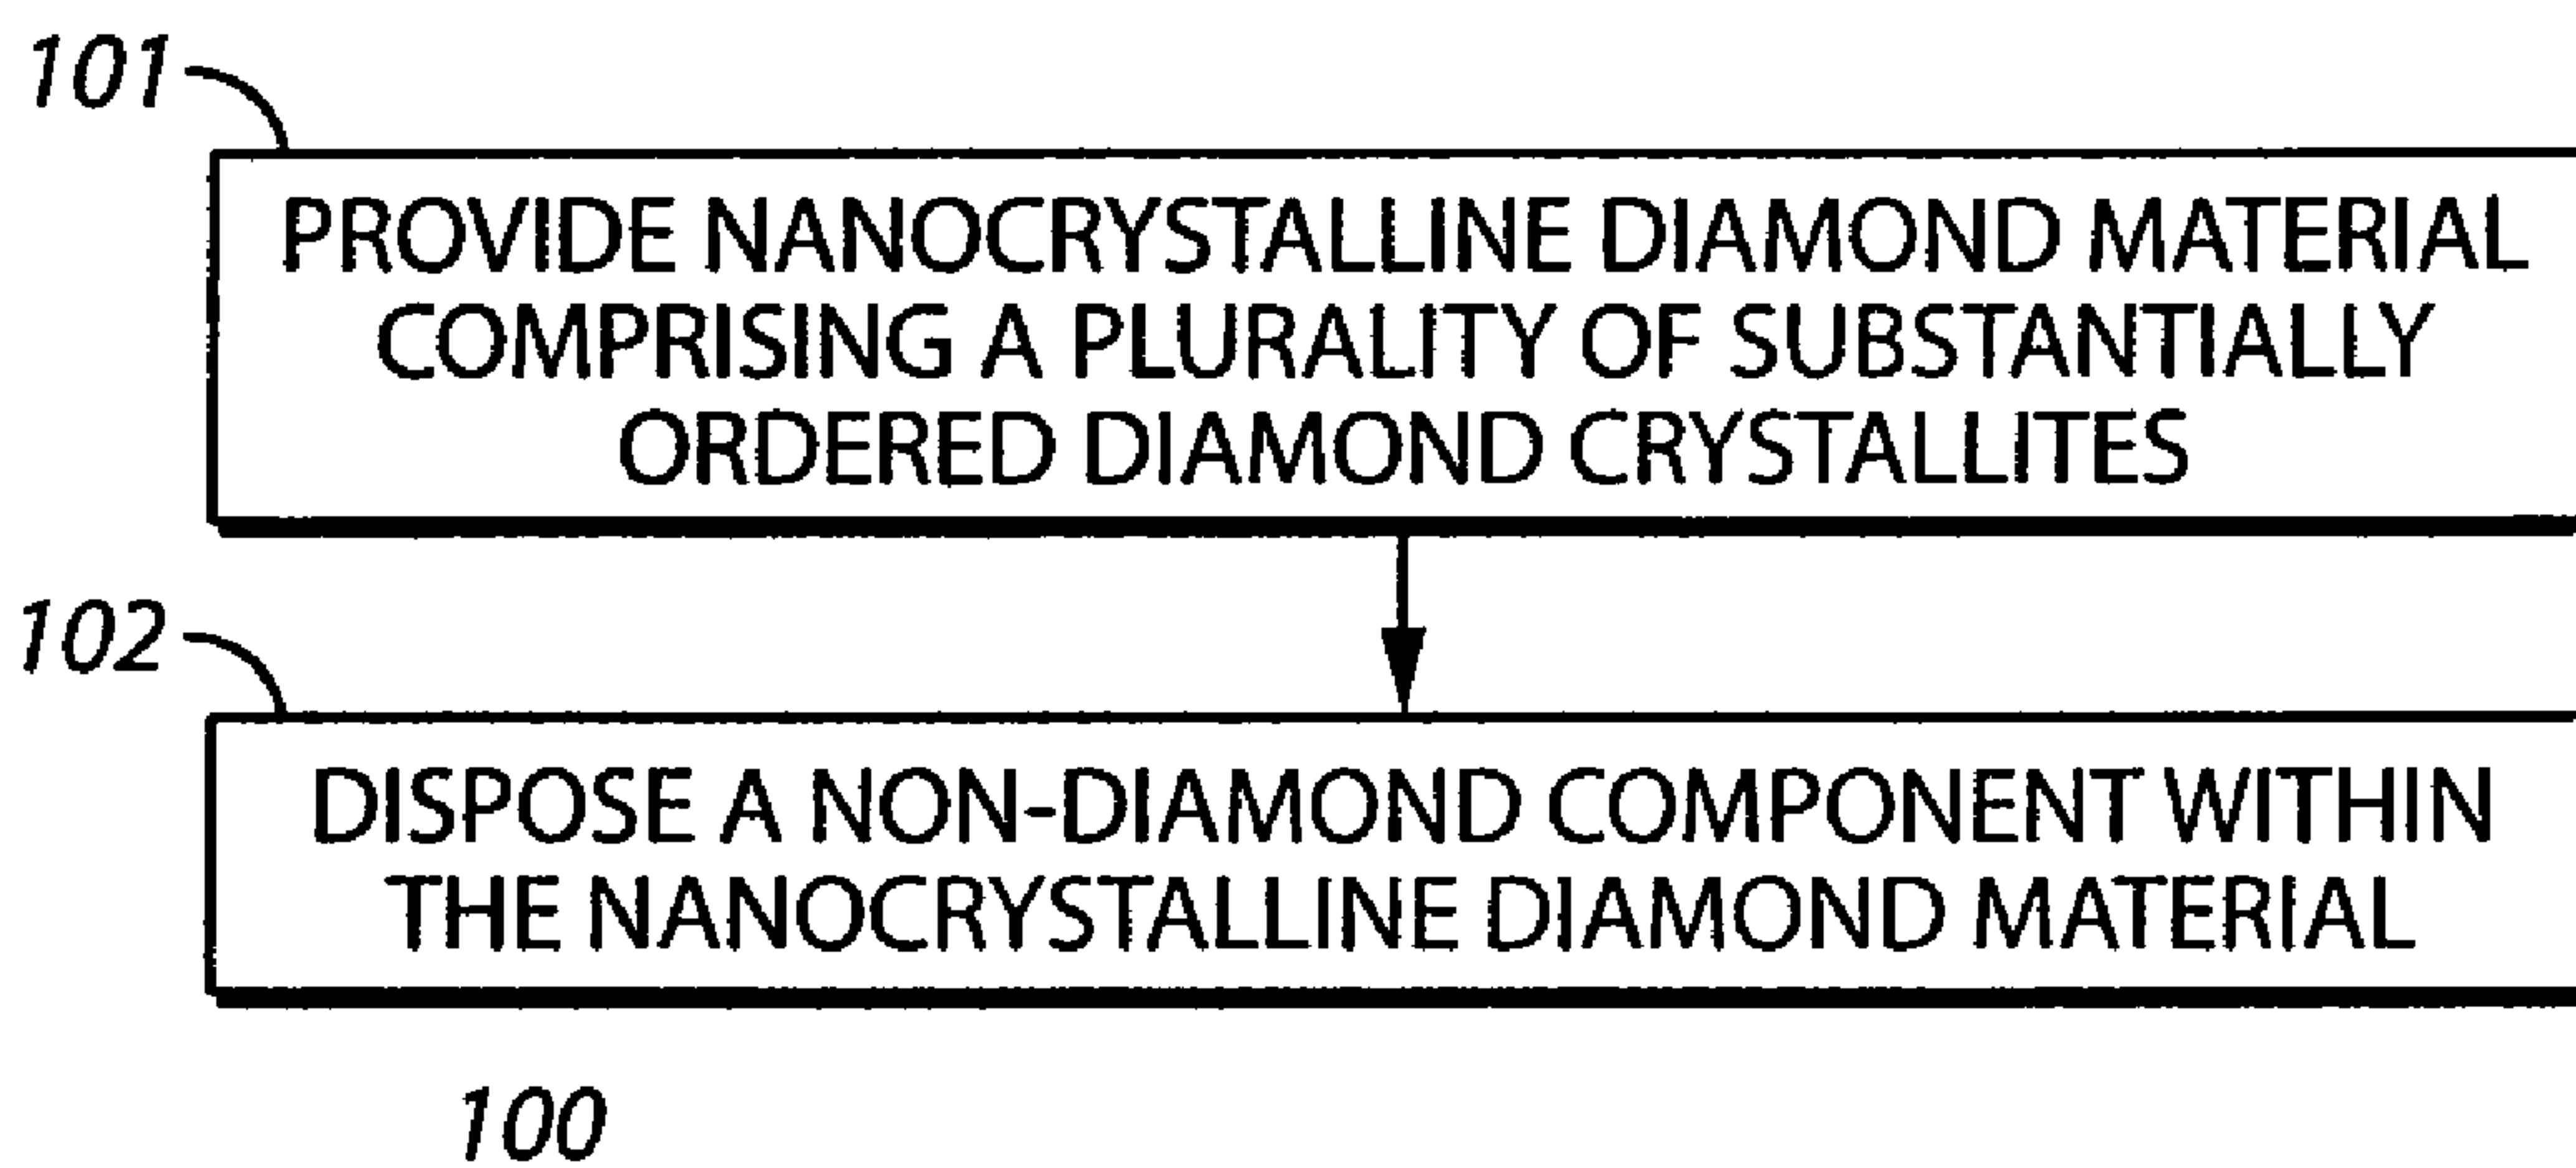 101
PROVIDE NANOCRYSTALLINE DIAMOND MATERIAL
COMPRISING A PLURALITY OF SUBSTANTIALLY
ORDERED DIAMOND CRYSTALLITES
102
DISPOSE A NON-DIAMOND COMPONENT WITHIN
THE NANOCRYSTALLINE DIAMOND MATERIAL
100